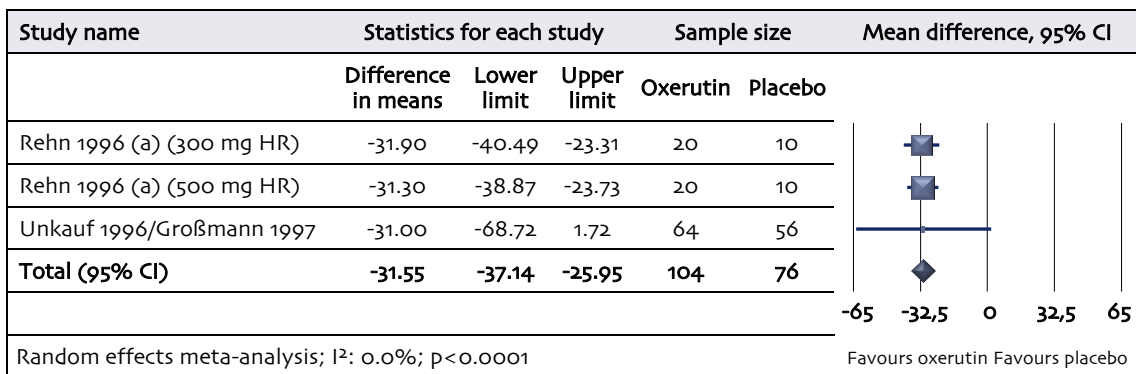 Study name Statistics for each study Sample size Mean difference, 95% CI
Difference in means Lower limit Upper limit Oxerutin Placebo
Rehn 1996 (a) (300 mg HR) -31.90 -40.49 -23.31 20 10
Rehn 1996 (a) (500 mg HR) -31.30 -38.87 -23.73 20 10
Unkauf 1996/Großmann 1997 -31.00 -68.72 1.72 64 56
Total (95% CI) -31.55 -37.14 -25.95 104 76
-65 -32,5 0 32,5 65
Random effects meta-analysis; I²: 0.0%; p<0.0001 Favours oxerutin Favours placebo